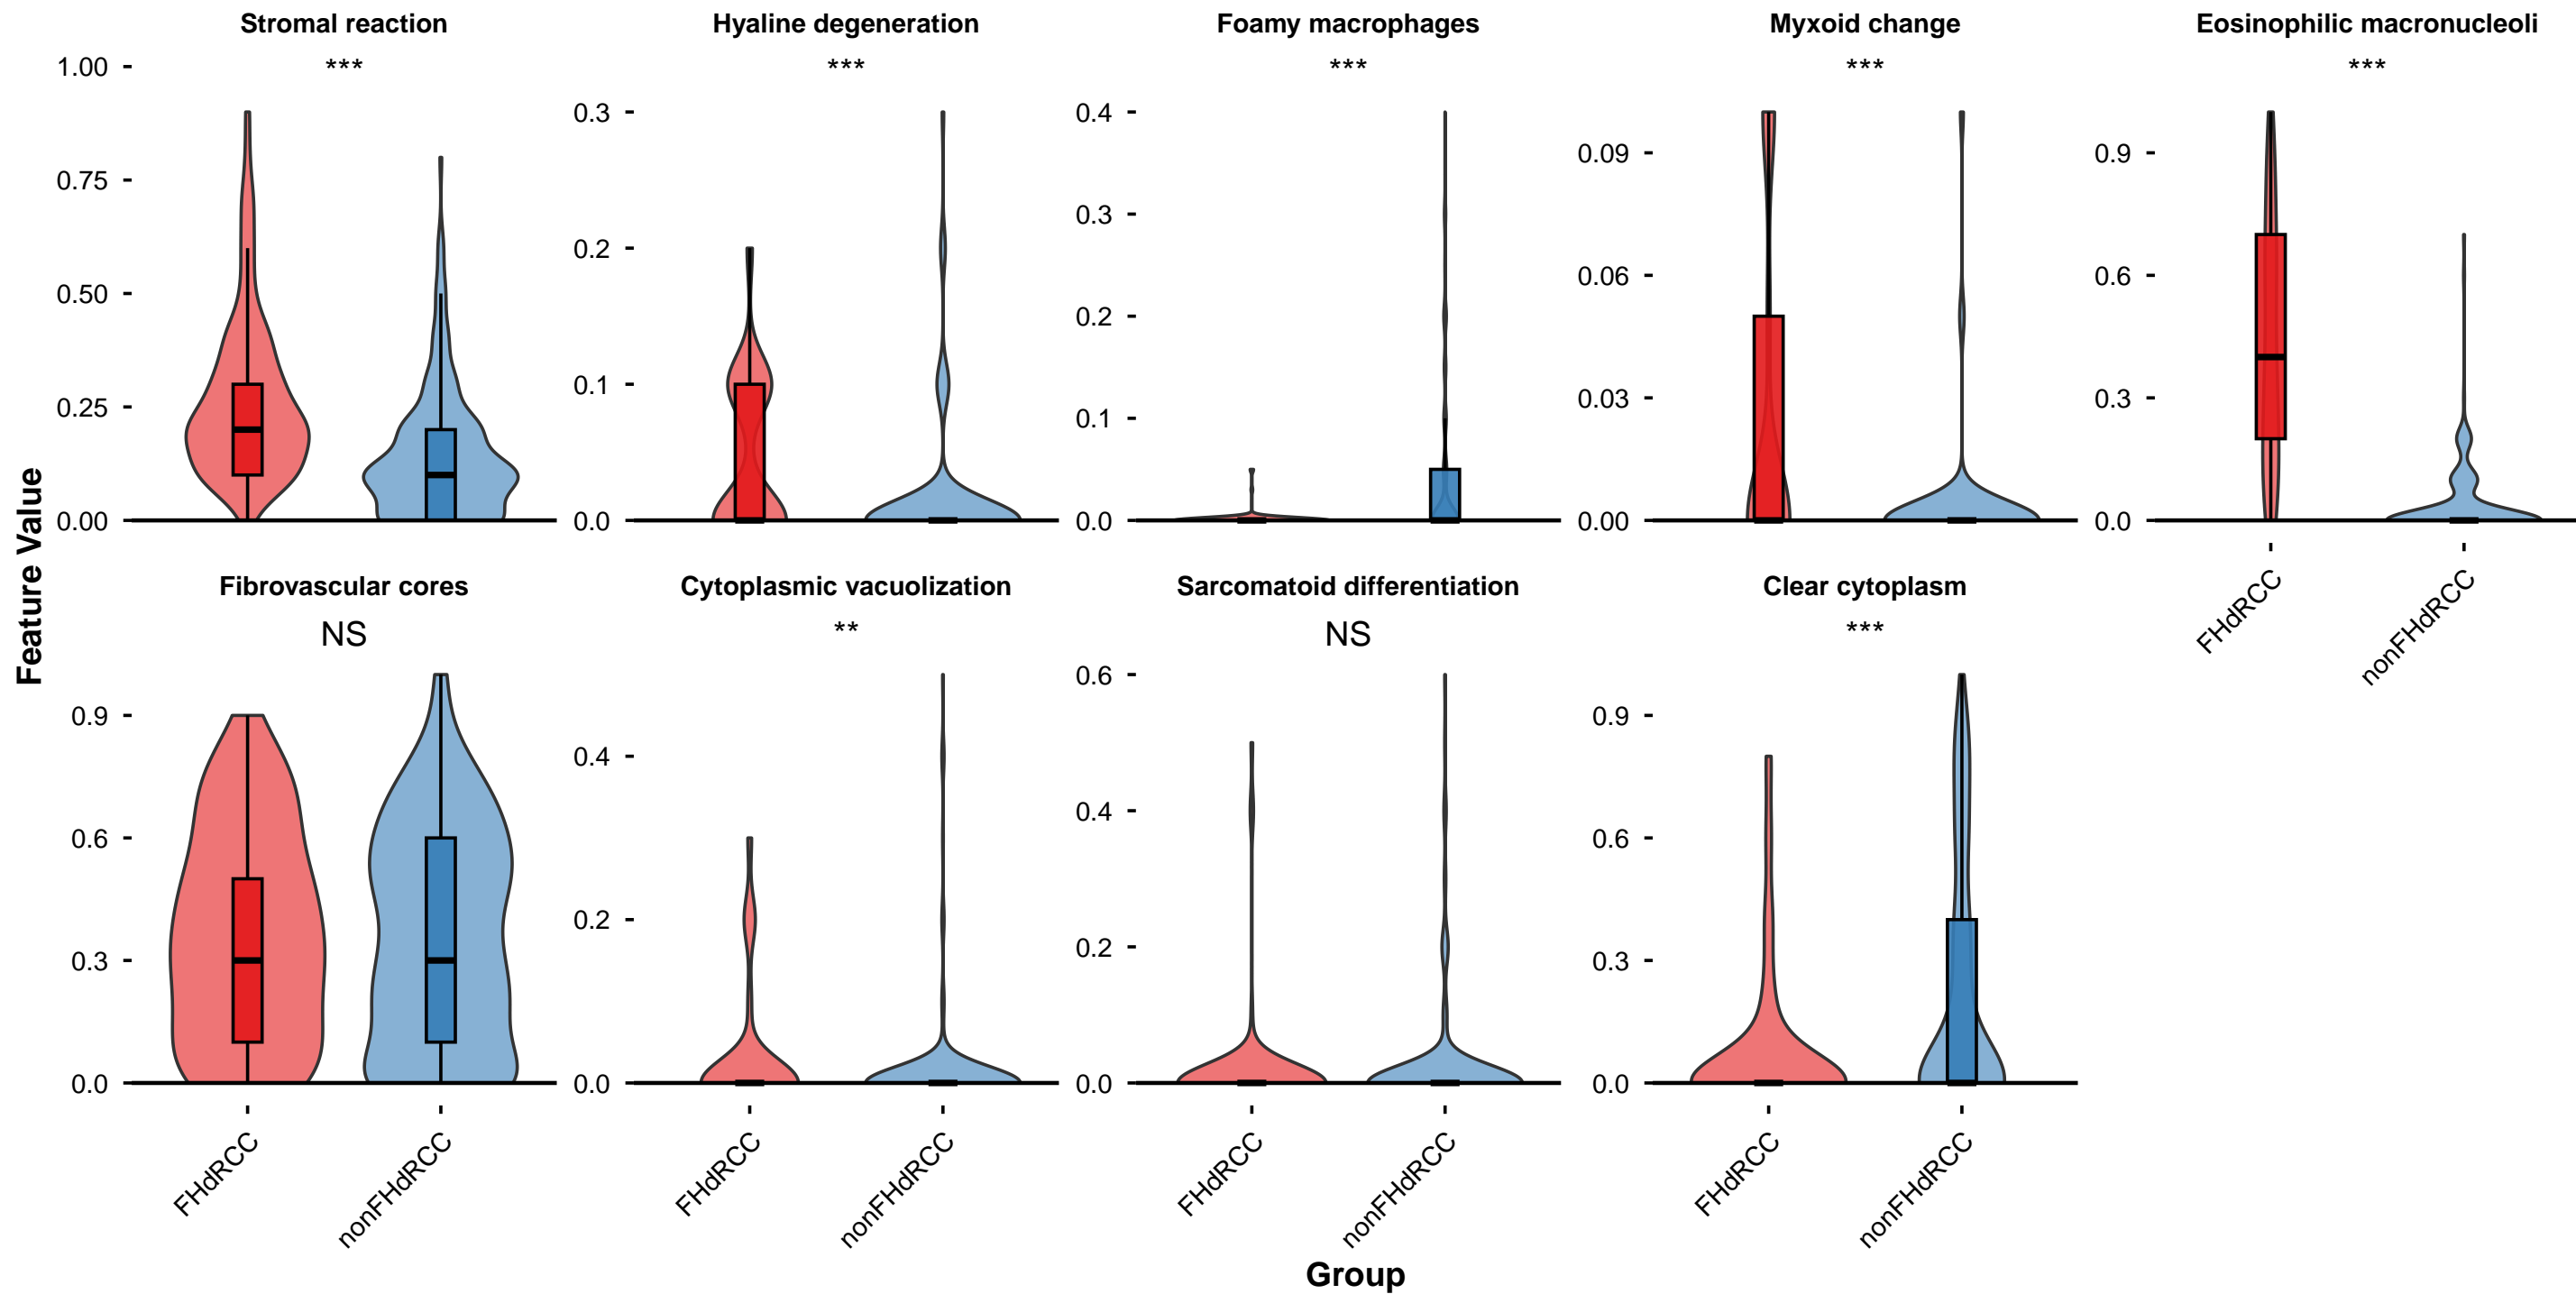 Stromal reaction
Hyaline degeneration
Foamy macrophages
Myxoid change
Eosinophilic macronucleoli
***
***
***
***
***
1.00
0.75
0.50
0.25
0.00
0.3
0.2
0.1
0.0
0.4
0.3
0.2
0.1
0.0
0.09
0.06
0.03
0.00
0.9
0.6
0.3
0.0
FHdRCC
nonFHdRCC
Feature Value
Fibrovascular cores
Cytoplasmic vacuolization
Sarcomatoid differentiation
Clear cytoplasm
NS
**
NS
***
0.9
0.6
0.3
0.0
0.4
0.2
0.0
0.6
0.4
0.2
0.0
0.9
0.6
0.3
0.0
FHdRCC
nonFHdRCC
FHdRCC
nonFHdRCC
FHdRCC
nonFHdRCC
FHdRCC
nonFHdRCC
Group